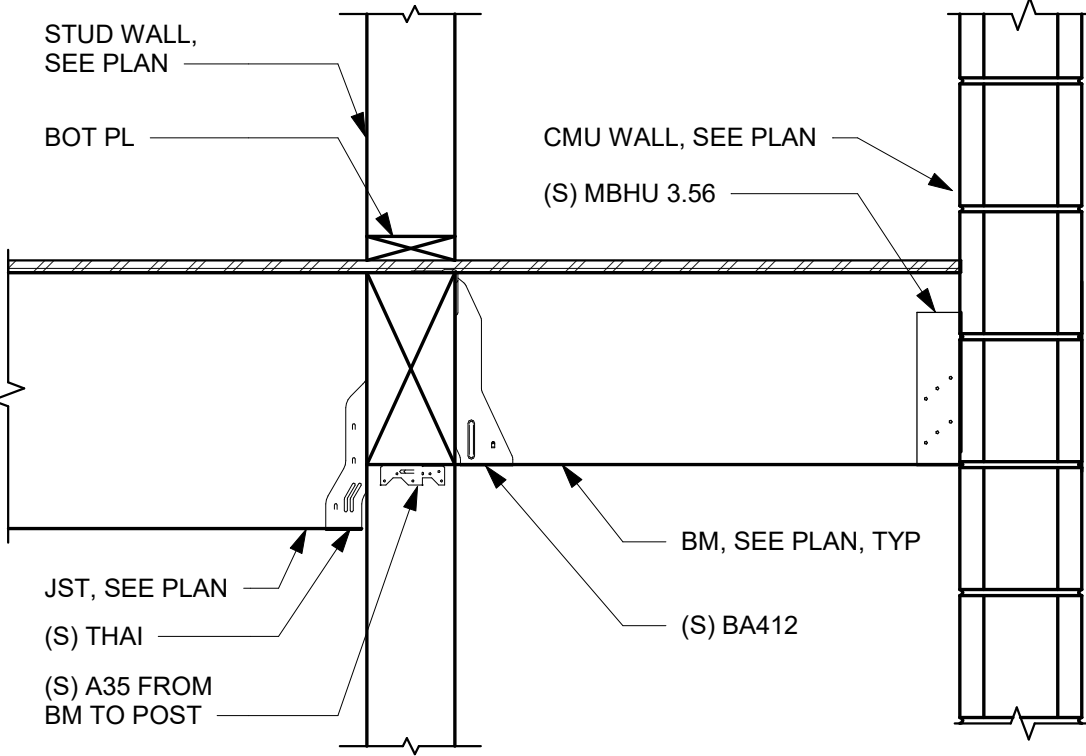 STUD WALL,
SEE PLAN
BOT PL
CMU WALL, SEE PLAN
(S) MBHU 3.56
JST, SEE PLAN
(S) THAI
(S) A35 FROM
BM TO POST
BM, SEE PLAN, TYP
(S) BA412